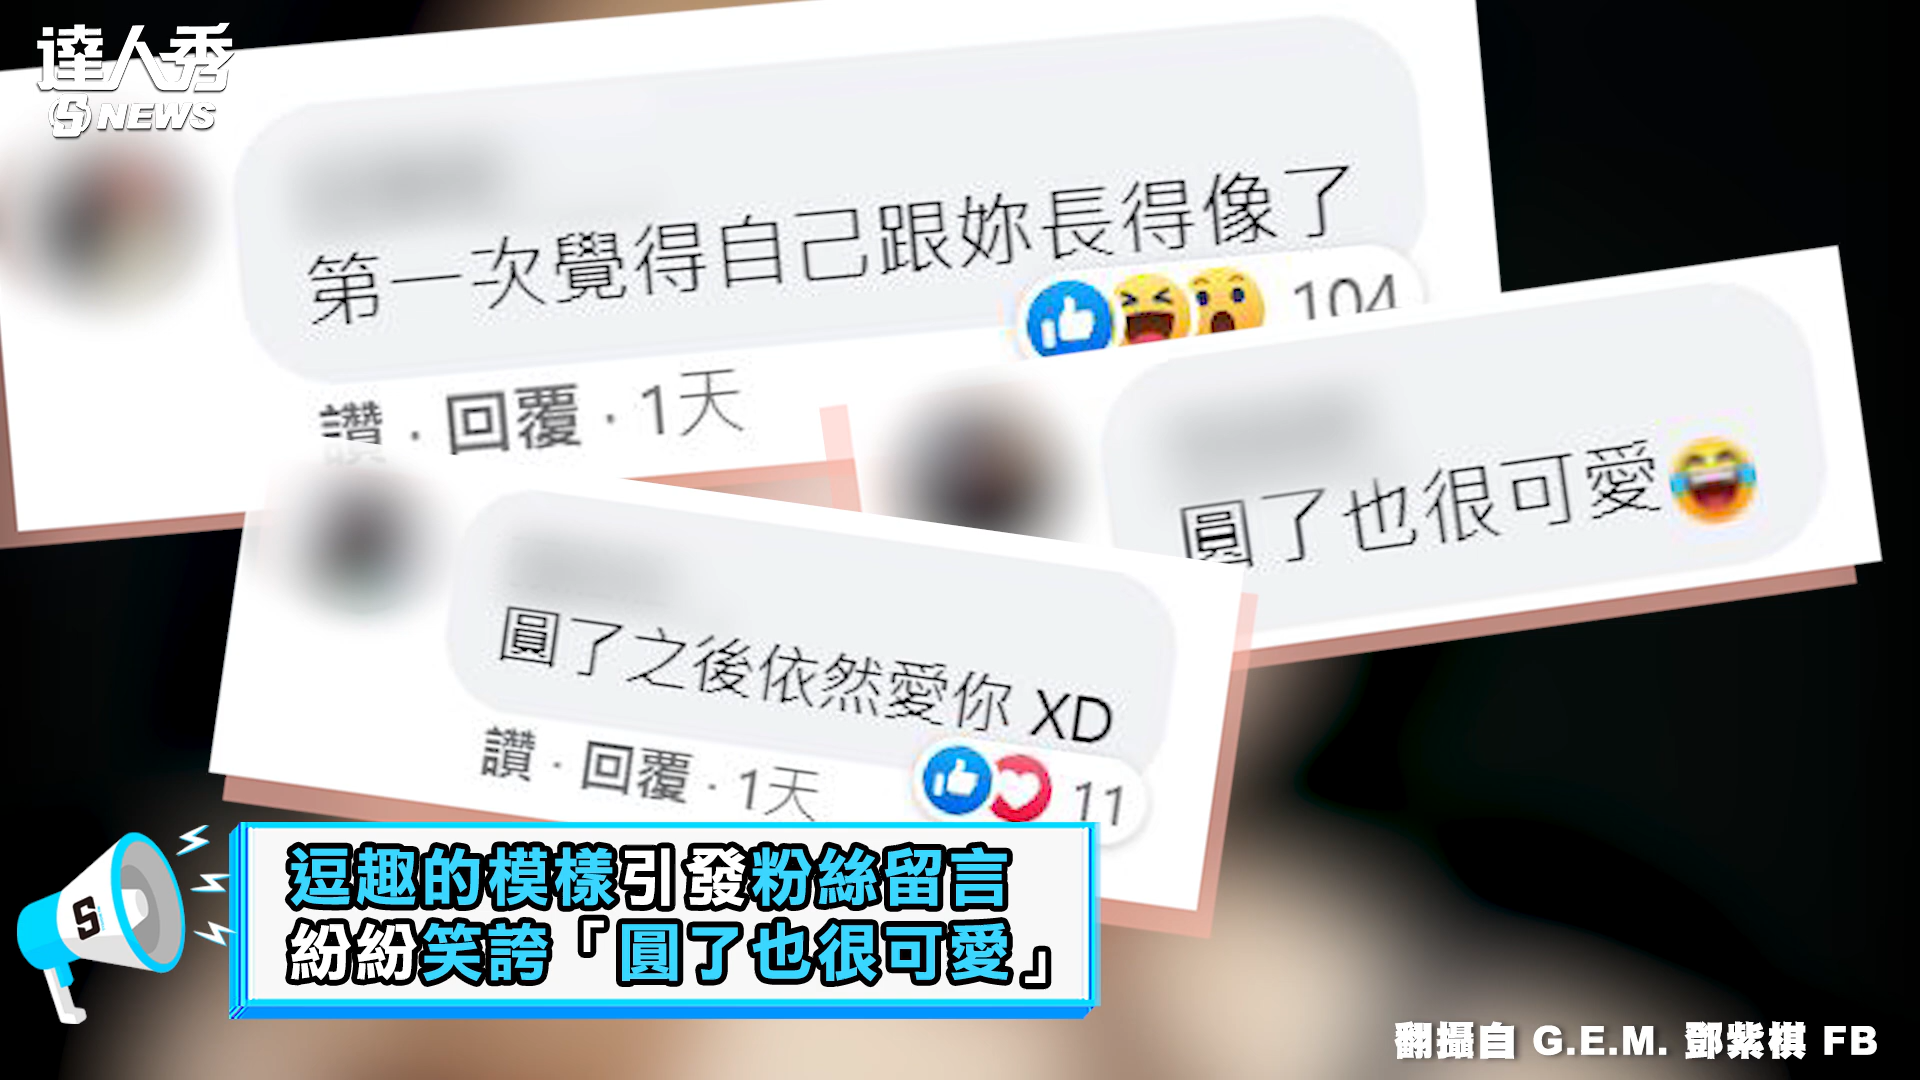 達人秀
NEWS
第一次覺得自己跟妳長得像了
104
讚 · 回覆 · 1天
圓了也很可愛😂
圓了之後依然愛你 XD
讚 · 回覆 · 1天
11
S
逗趣的模樣引發粉絲留言
紛紛笑誇「圓了也很可愛」
翻攝自 G.E.M. 鄧紫棋 FB